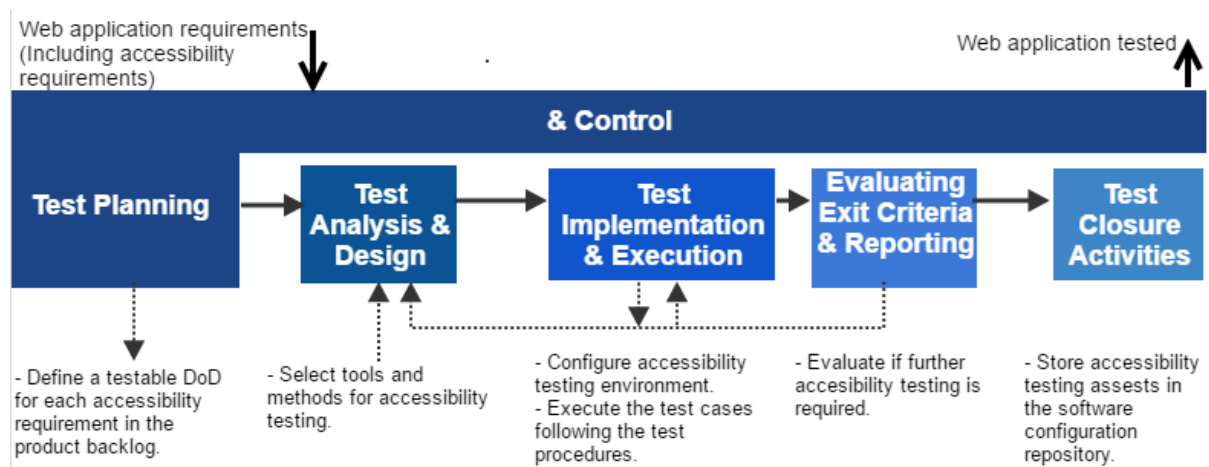 Web application requirements
(Including accessibility
requirements)
Web application tested
& Control
Test Planning
Test
Analysis &
Design
Test
Implementation
& Execution
Evaluating
Exit Criteria
& Reporting
Test
Closure
Activities
- Define a testable DoD
for each accessibility
requirement in the
product backlog.
- Select tools and
methods for accessibility
testing.
- Configure accessibility
testing environment.
- Execute the test cases
following the test
procedures.
- Evaluate if further
accesibility testing is
required.
- Store accessibility
testing assests in
the software
configuration
repository.